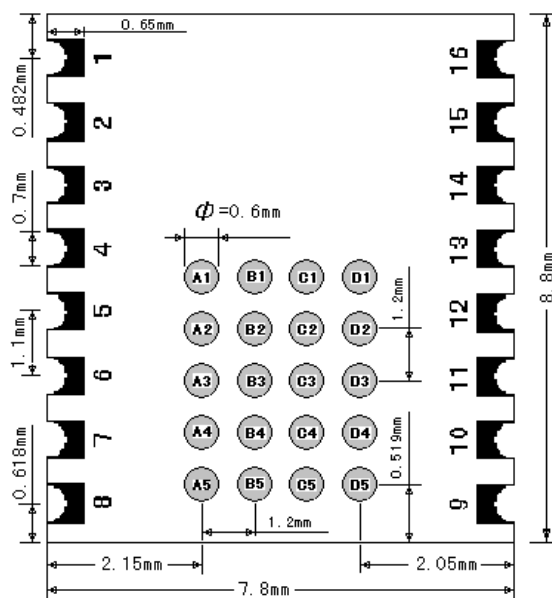 0.65mm
1
16
0.482mm
2
15
3
14
0.7mm
Φ=0.6mm
4
13
8.8mm
A1 B1 C1 D1
1.2mm
5
12
A2 B2 C2 D2
1.1mm
6
11
A3 B3 C3 D3
7
10
A4 B4 C4 D4
0.519mm
0.618mm
8
9
A5 B5 C5 D5
1.2mm
2.15mm
2.05mm
7.8mm